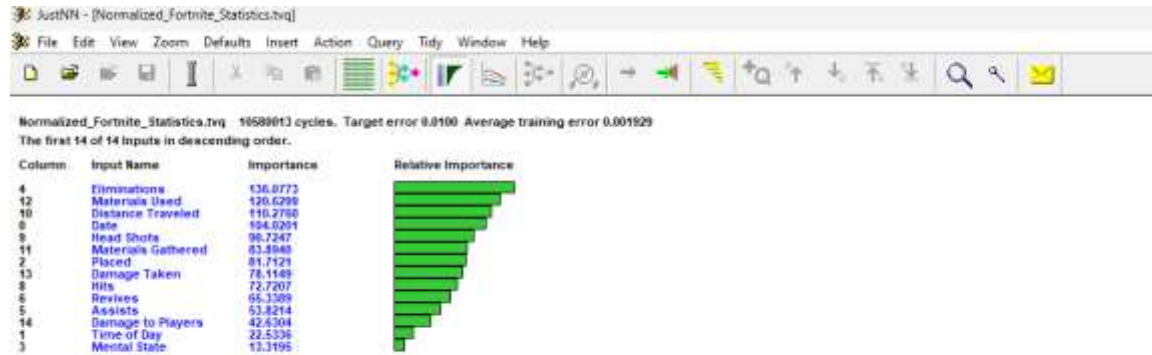 JustNN - [Normalized_Fortnite_Statistics.tvq]
File Edit View Zoom Defaults Insert Action Query Tidy Window Help
Normalized_Fortnite_Statistics.tvq 10580013 cycles. Target error 0.0100 Average training error 0.001929
The first 14 of 14 Inputs in descending order.
Column Input Name Importance Relative Importance
4 Eliminations 136.0773
12 Materials Used 120.6299
10 Distance Traveled 110.2760
0 Date 104.0201
9 Head Shots 90.7247
11 Materials Gathered 83.8940
2 Placed 81.7121
13 Damage Taken 78.1149
8 Hits 72.7207
6 Revives 65.3389
5 Assists 53.8214
14 Damage to Players 42.6304
1 Time of Day 22.5336
3 Mental State 13.3195